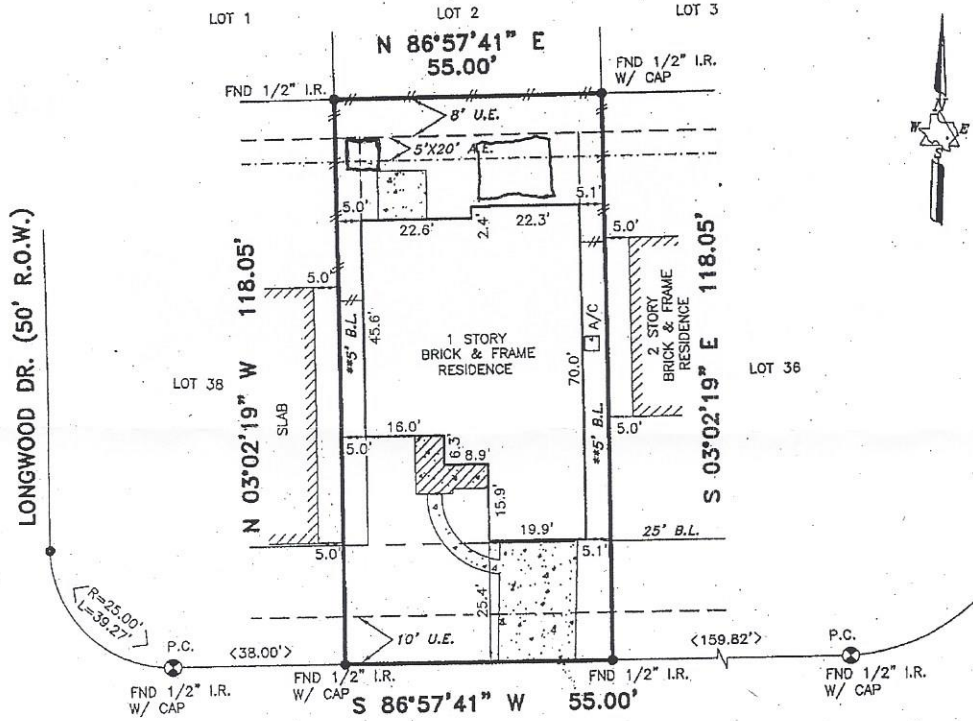 LOT 1
LOT 2
LOT 3
N 86°57'41" E
55.00'
FND 1/2" I.R.
FND 1/2" I.R.
W/ CAP
8' U.E.
5'X20' A.E.
N
W E
S
5.0'
5.1'
22.6'
2.4'
22.3'
5.0'
5.0'
LONGWOOD DR. (50' R.O.W.)
N 03°02'19" W 118.05'
**5' B.L.
45.6'
1 STORY
BRICK & FRAME
RESIDENCE
A/C
70.0'
2 STORY
BRICK & FRAME
RESIDENCE
S 03°02'19" E 118.05'
LOT 38
LOT 36
SLAB
16.0'
5.0'
6.3'
8.9'
**5' B.L.
5.0'
15.9'
19.9'
25' B.L.
5.0'
5.1'
25.4'
R=25.00'
L=39.27'
10' U.E.
P.C.
<38.00'>
<159.82'>
P.C.
FND 1/2" I.R.
W/ CAP
FND 1/2" I.R.
W/ CAP
FND 1/2" I.R.
FND 1/2" I.R.
W/ CAP
S 86°57'41" W 55.00'